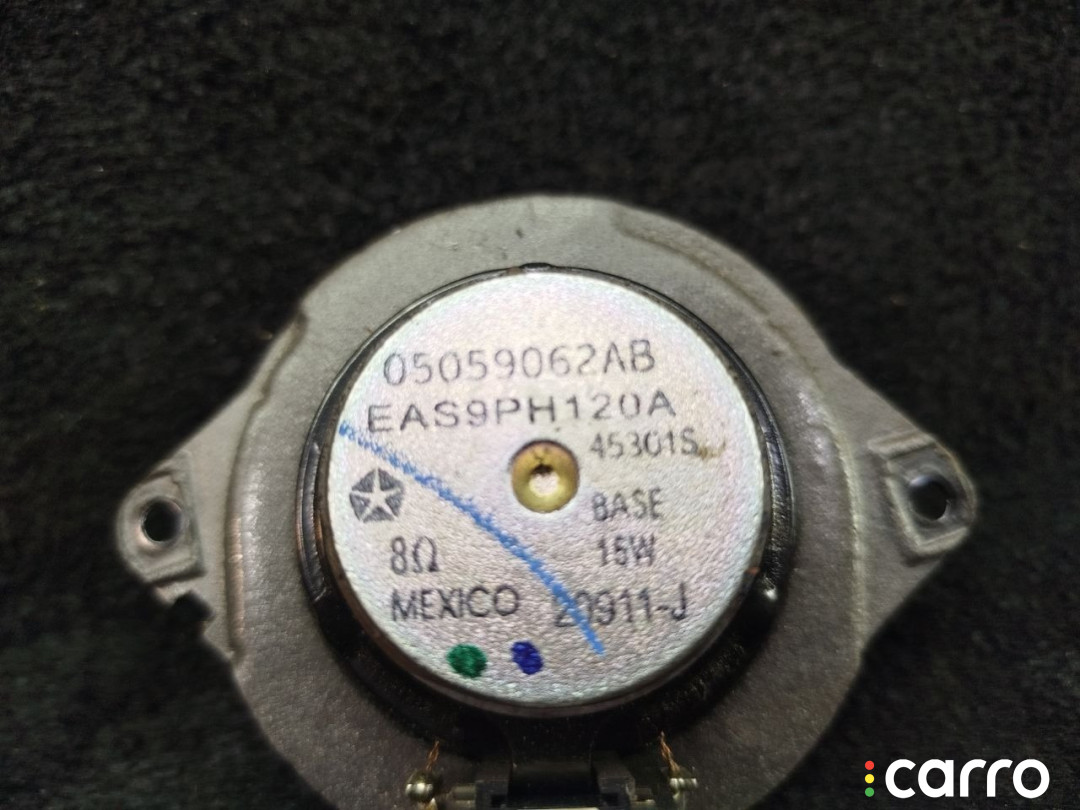 05059062AB
EAS9PH120A
45301S
BASE
8Ω
15W
MEXICO
20911-J
carro